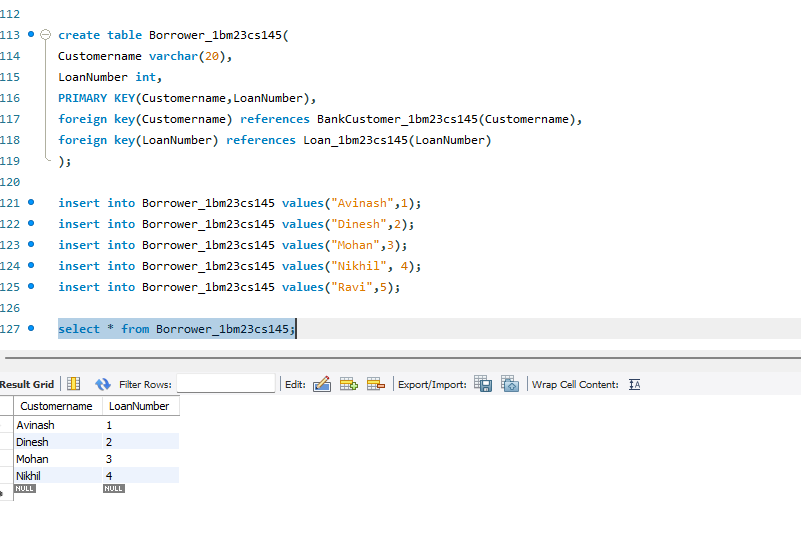 112
113 create table Borrower_1bm23cs145(
114 Customername varchar(20),
115 LoanNumber int,
116 PRIMARY KEY(Customername,LoanNumber),
117 foreign key(Customername) references BankCustomer_1bm23cs145(Customername),
118 foreign key(LoanNumber) references Loan_1bm23cs145(LoanNumber)
119 );
120
121 insert into Borrower_1bm23cs145 values("Avinash",1);
122 insert into Borrower_1bm23cs145 values("Dinesh",2);
123 insert into Borrower_1bm23cs145 values("Mohan",3);
124 insert into Borrower_1bm23cs145 values("Nikhil", 4);
125 insert into Borrower_1bm23cs145 values("Ravi",5);
126
127 select * from Borrower_1bm23cs145;
Result Grid Filter Rows: Edit: Export/Import: Wrap Cell Content: IA
Customername LoanNumber
Avinash 1
Dinesh 2
Mohan 3
Nikhil 4
NULL NULL